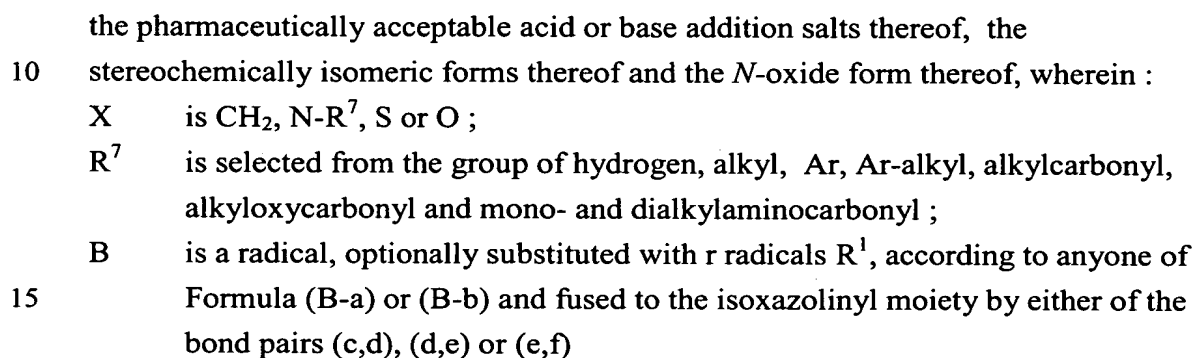 the pharmaceutically acceptable acid or base addition salts thereof, the
10 stereochemically isomeric forms thereof and the N-oxide form thereof, wherein :
X is CH₂, N-R⁷, S or O ;
R⁷ is selected from the group of hydrogen, alkyl, Ar, Ar-alkyl, alkylcarbonyl,
alkyloxycarbonyl and mono- and dialkylaminocarbonyl ;
B is a radical, optionally substituted with r radicals R¹, according to anyone of
15 Formula (B-a) or (B-b) and fused to the isoxazolinyl moiety by either of the
bond pairs (c,d), (d,e) or (e,f)